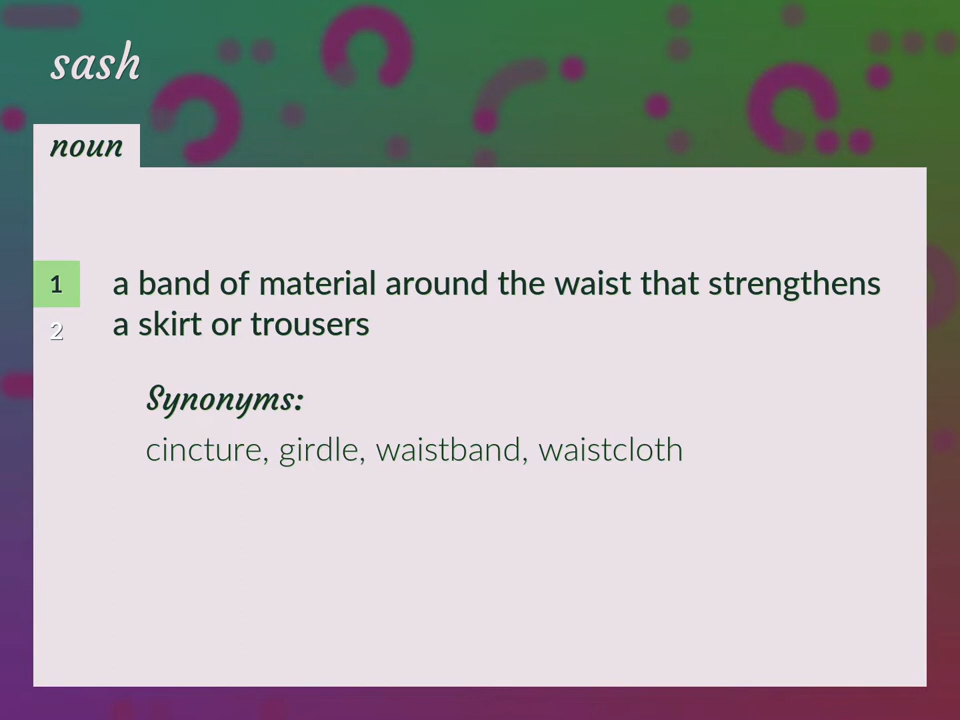 sash
noun
1
a band of material around the waist that strengthens
2
a skirt or trousers
Synonyms:
cincture, girdle, waistband, waistcloth